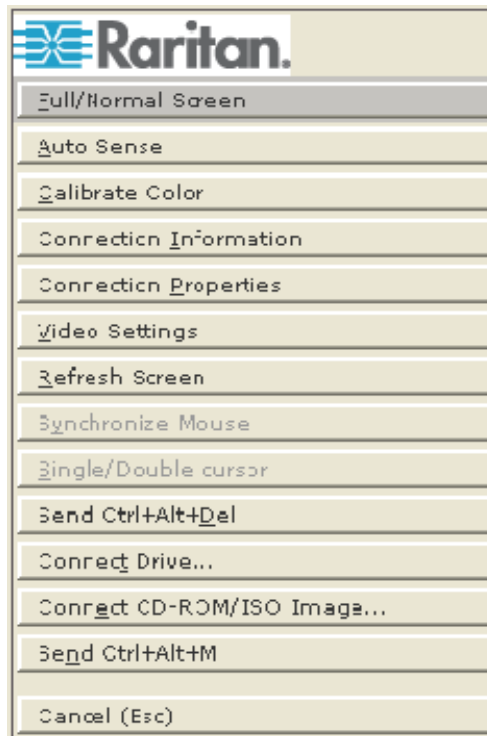 Raritan.
Full/Normal Screen
Auto Sense
Calibrate Color
Connection Information
Connection Properties
Video Settings
Refresh Screen
Synchronize Mouse
Single/Double cursor
Send Ctrl+Alt+Del
Connect Drive...
Connect CD-ROM/ISO Image...
Send Ctrl+Alt+M
Cancel (Esc)